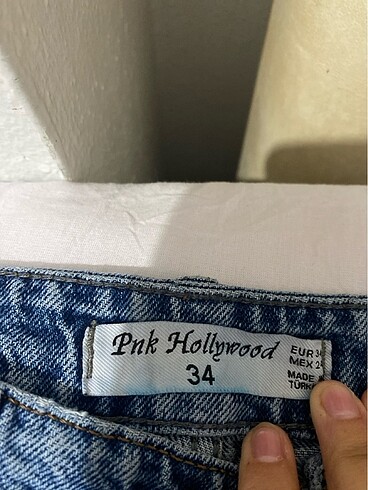 Pnk Hollywood
34
EUR 34
MEX 2
MADE
TÜRK